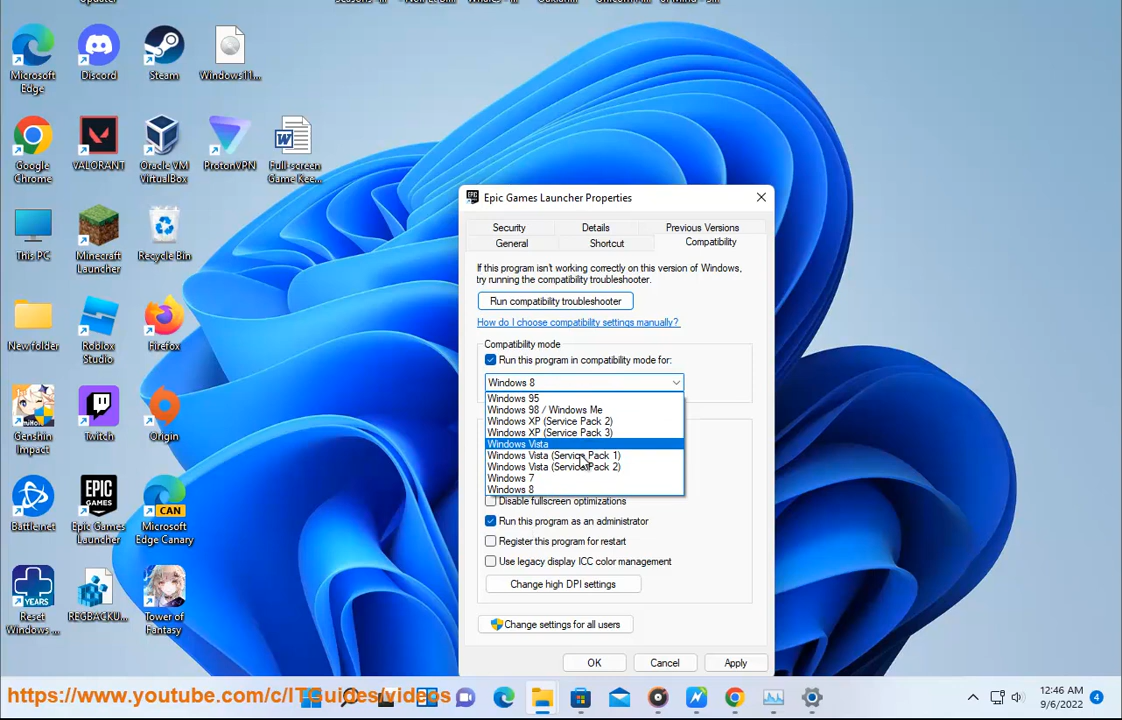 Microsoft Edge
Discord
Steam
Windows11...
Google Chrome
VALORANT
Oracle VM VirtualBox
ProtonVPN
Full-screen Game Kee...
This PC
Minecraft Launcher
Recycle Bin
New folder
Roblox Studio
Firefox
Genshin Impact
Twitch
Origin
Battle.net
EPIC GAMES
Epic Games Launcher
CAN
Microsoft Edge Canary
YEARS
Reset Windows ...
REGBACKU...
Tower of Fantasy
Epic Games Launcher Properties
Security
Details
Previous Versions
General
Shortcut
Compatibility
If this program isn't working correctly on this version of Windows,
try running the compatibility troubleshooter.
Run compatibility troubleshooter
How do I choose compatibility settings manually?
Compatibility mode
Run this program in compatibility mode for:
Windows 8
Windows 95
Windows 98 / Windows Me
Windows XP (Service Pack 2)
Windows XP (Service Pack 3)
Windows Vista
Windows Vista (Service Pack 1)
Windows Vista (Service Pack 2)
Windows 7
Windows 8
Disable fullscreen optimizations
Run this program as an administrator
Register this program for restart
Use legacy display ICC color management
Change high DPI settings
Change settings for all users
OK
Cancel
Apply
https://www.youtube.com/c/ITGuides/videos
12:46 AM
9/6/2022
4